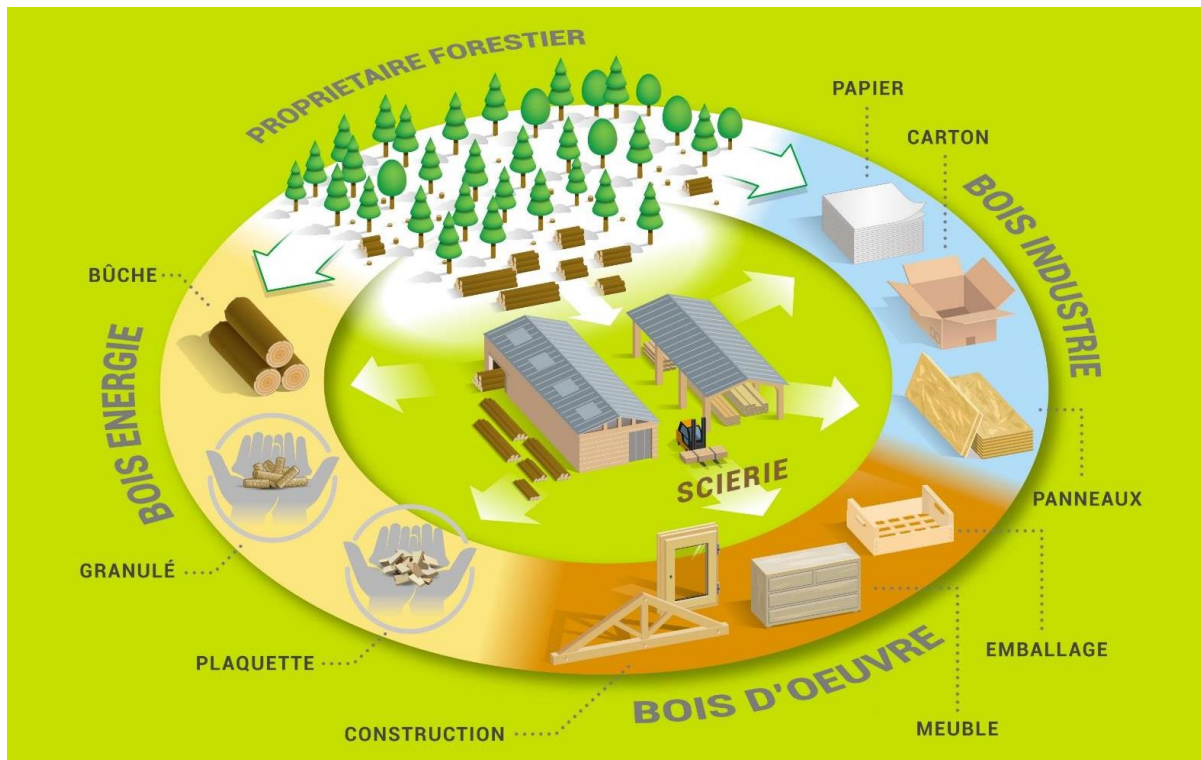 PROPRIETAIRE FORESTIER
PAPIER
CARTON
BOIS INDUSTRIE
BÛCHE
BOIS ENERGIE
SCIERIE
PANNEAUX
GRANULÉ
PLAQUETTE
EMBALLAGE
BOIS D'OEUVRE
MEUBLE
CONSTRUCTION